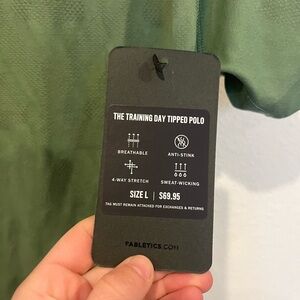 THE TRAINING DAY TIPPED POLO
BREATHABLE
ANTI-STINK
4-WAY STRETCH
SWEAT-WICKING
SIZE L | $69.95
TAG MUST REMAIN ATTACHED FOR EXCHANGES & RETURNS
FABLETICS.COM